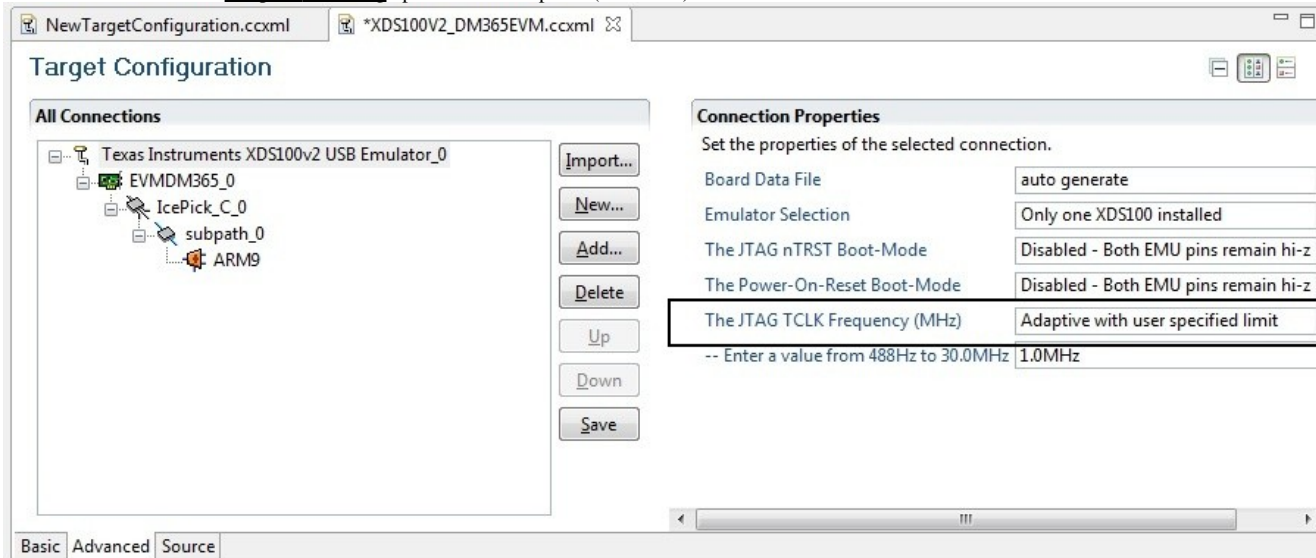 NewTargetConfiguration.ccxml
*XDS100V2_DM365EVM.ccxml
Target Configuration
All Connections
Texas Instruments XDS100v2 USB Emulator_0
EVMDM365_0
IcePick_C_0
subpath_0
ARM9
Import...
New...
Add...
Delete
Up
Down
Save
Connection Properties
Set the properties of the selected connection.
Board Data File auto generate
Emulator Selection Only one XDS100 installed
The JTAG nTRST Boot-Mode Disabled - Both EMU pins remain hi-z
The Power-On-Reset Boot-Mode Disabled - Both EMU pins remain hi-z
The JTAG TCLK Frequency (MHz) Adaptive with user specified limit
-- Enter a value from 488Hz to 30.0MHz 1.0MHz
Basic Advanced Source